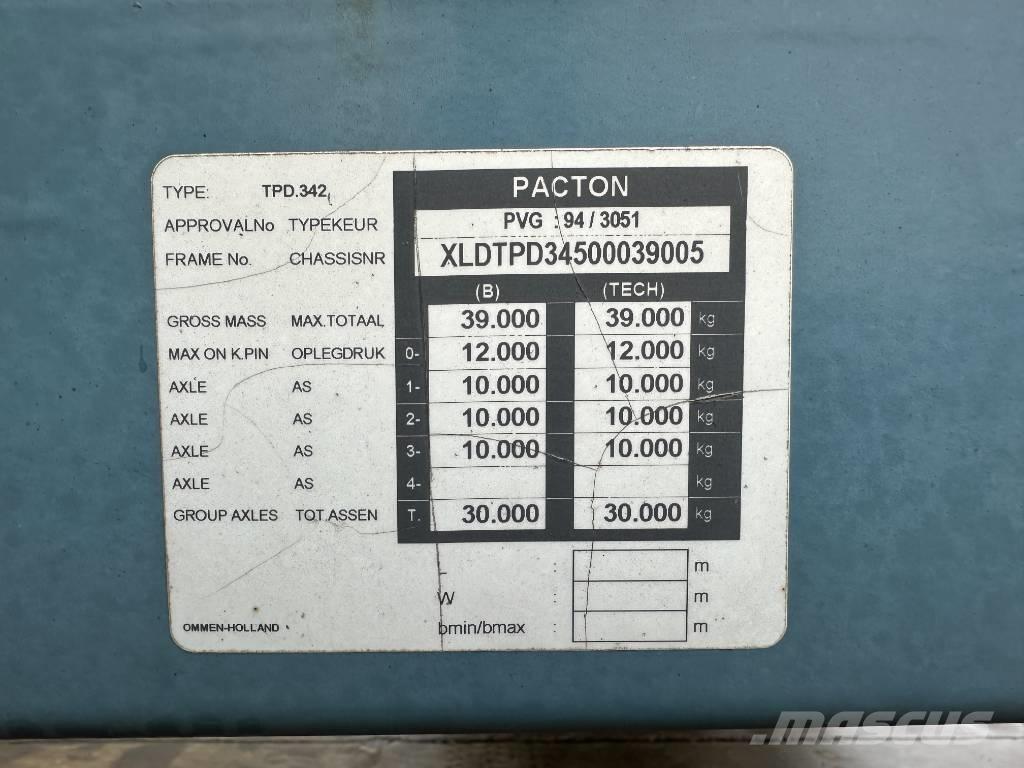 PACTON
TYPE: TPD.342
PVG : 94 / 3051
APPROVALNo TYPEKEUR
FRAME No. CHASSISNR XLDTPD34500039005
(B) (TECH)
GROSS MASS MAX.TOTAAL 39.000 39.000 kg
MAX ON K.PIN OPLEGDRUK 0- 12.000 12.000 kg
AXLE AS 1- 10.000 10.000 kg
AXLE AS 2- 10.000 10.000 kg
AXLE AS 3- 10.000 10.000 kg
AXLE AS 4- kg
GROUP AXLES TOT.ASSEN T. 30.000 30.000 kg
L : m
W : m
bmin/bmax : m
OMMEN-HOLLAND
MASCUS